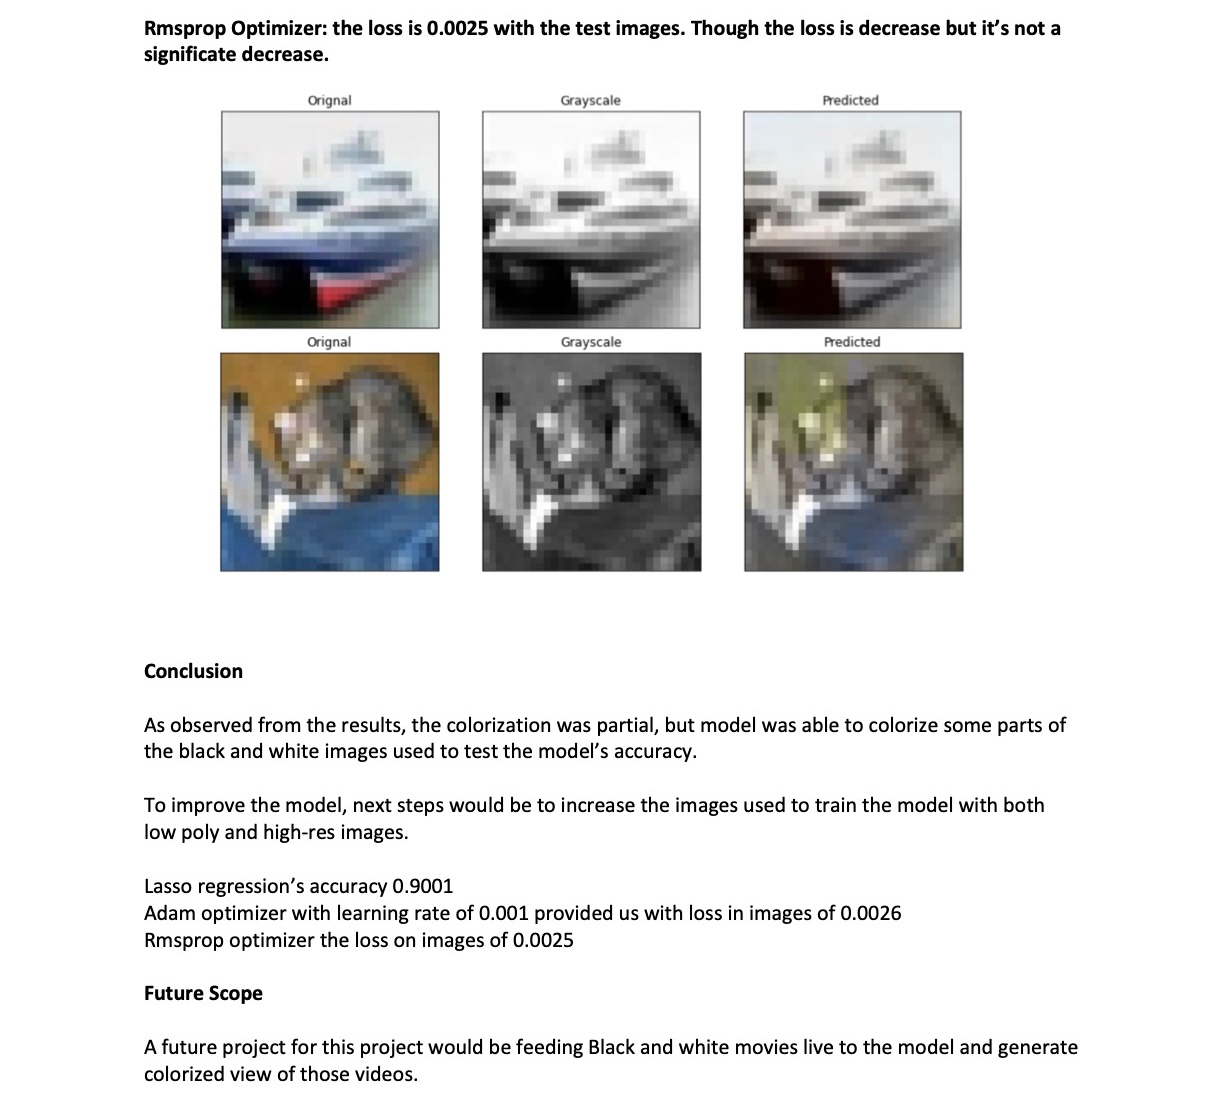 Rmsprop Optimizer: the loss is 0.0025 with the test images. Though the loss is decrease but it's not a
significate decrease.
Orignal Grayscale Predicted
Orignal Grayscale Predicted
Conclusion
As observed from the results, the colorization was partial, but model was able to colorize some parts of
the black and white images used to test the model's accuracy.
To improve the model, next steps would be to increase the images used to train the model with both
low poly and high-res images.
Lasso regression's accuracy 0.9001
Adam optimizer with learning rate of 0.001 provided us with loss in images of 0.0026
Rmsprop optimizer the loss on images of 0.0025
Future Scope
A future project for this project would be feeding Black and white movies live to the model and generate
colorized view of those videos.